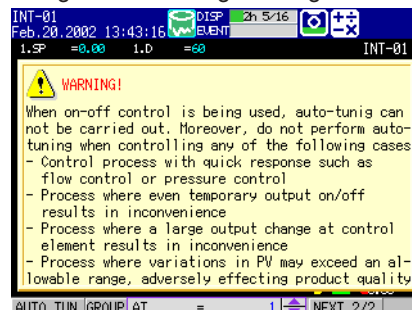 INT-01 DISP 2h 5/16
Feb.20.2002 13:43:16 EVENT
1.SP =0.00 1.D =60 INT-01
WARNING!
When on-off control is being used, auto-tunig can
not be carried out. Moreover, do not perform auto-
tuning when controlling any of the following cases
- Control process with quick response such as
flow control or pressure control
- Process where even temporary output on/off
results in inconvenience
- Process where a large output change at control
element results in inconvenience
- Process where variations in PV may exceed an al-
lowable range, adversely effecting product quality
AUTO TUN GROUP AT = 1 NEXT 2/2